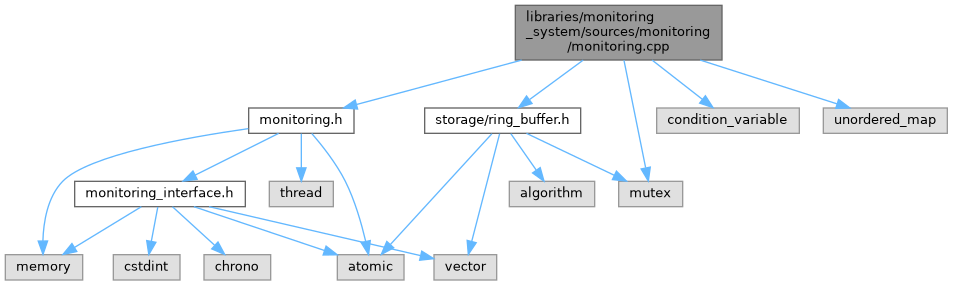 libraries/monitoring
_system/sources/monitoring
/monitoring.cpp
monitoring.h
storage/ring_buffer.h
condition_variable
unordered_map
monitoring_interface.h
thread
algorithm
mutex
memory
cstdint
chrono
atomic
vector